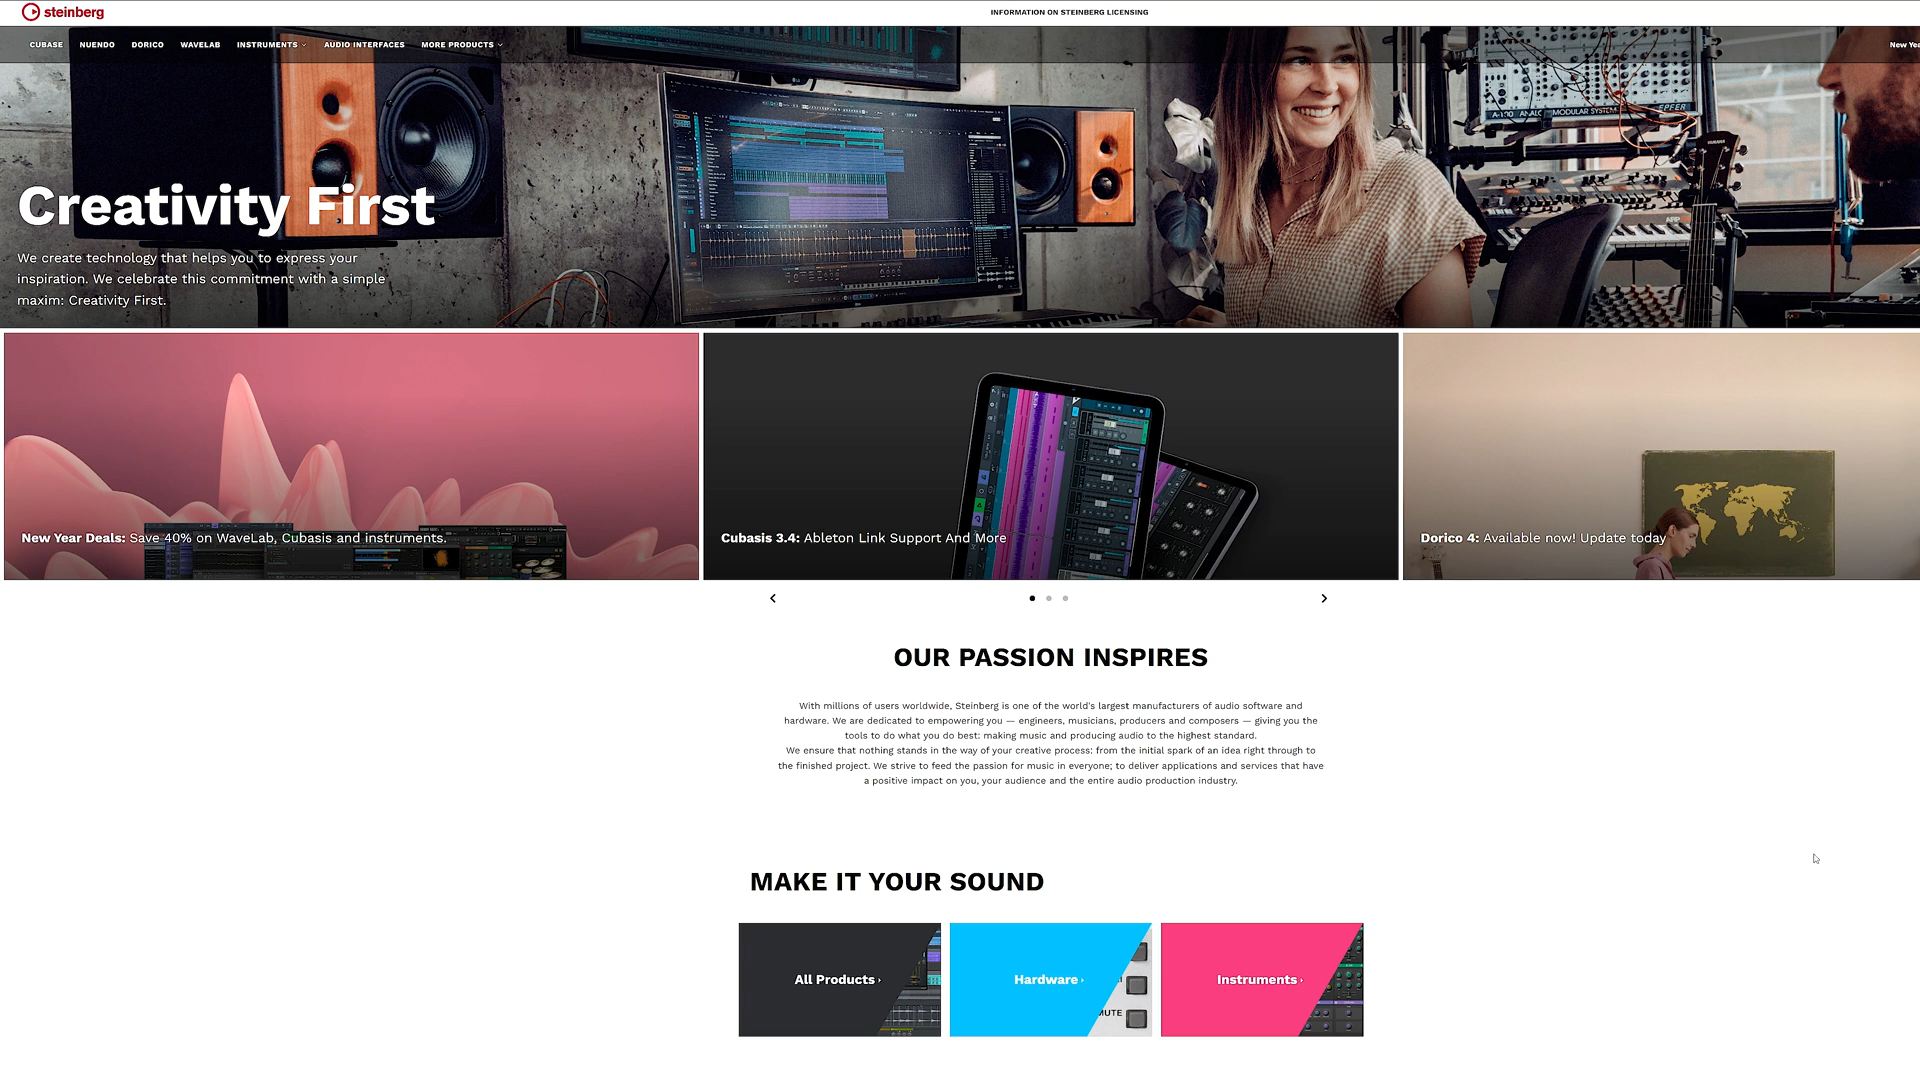 steinberg
INFORMATION ON STEINBERG LICENSING
CUBASE NUENDO DORICO WAVELAB INSTRUMENTS AUDIO INTERFACES MORE PRODUCTS
New Yea
A-100 ANALOG MODULAR SYSTEM
Creativity First
We create technology that helps you to express your
inspiration. We celebrate this commitment with a simple
maxim: Creativity First.
New Year Deals: Save 40% on WaveLab, Cubasis and instruments.
Cubasis 3.4: Ableton Link Support And More
Dorico 4: Available now! Update today
OUR PASSION INSPIRES
With millions of users worldwide, Steinberg is one of the world's largest manufacturers of audio software and
hardware. We are dedicated to empowering you — engineers, musicians, producers and composers — giving you the
tools to do what you do best: making music and producing audio to the highest standard.
We ensure that nothing stands in the way of your creative process: from the initial spark of an idea right through to
the finished project. We strive to feed the passion for music in everyone; to deliver applications and services that have
a positive impact on you, your audience and the entire audio production industry.
MAKE IT YOUR SOUND
All Products ›
Hardware ›
MUTE
Instruments ›